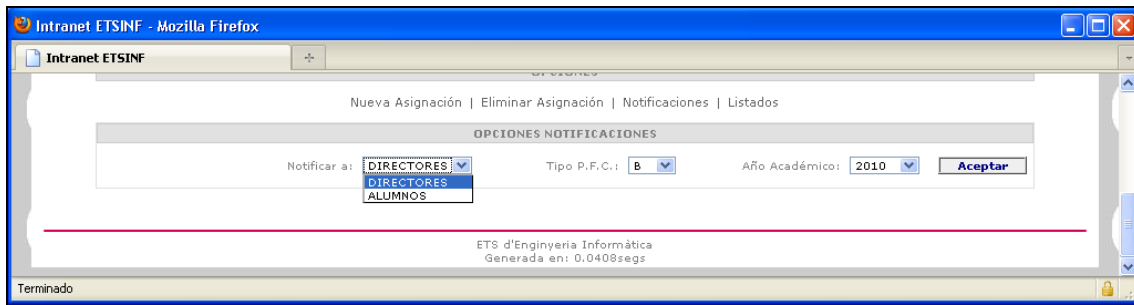 Intranet ETSINF - Mozilla Firefox
Intranet ETSINF
OPCIONES
Nueva Asignación | Eliminar Asignación | Notificaciones | Listados
OPCIONES NOTIFICACIONES
Notificar a: DIRECTORES Tipo P.F.C.: B Año Académico: 2010 Aceptar
DIRECTORES
ALUMNOS
ETS d'Enginyeria Informàtica
Generada en: 0.0408segs
Terminado